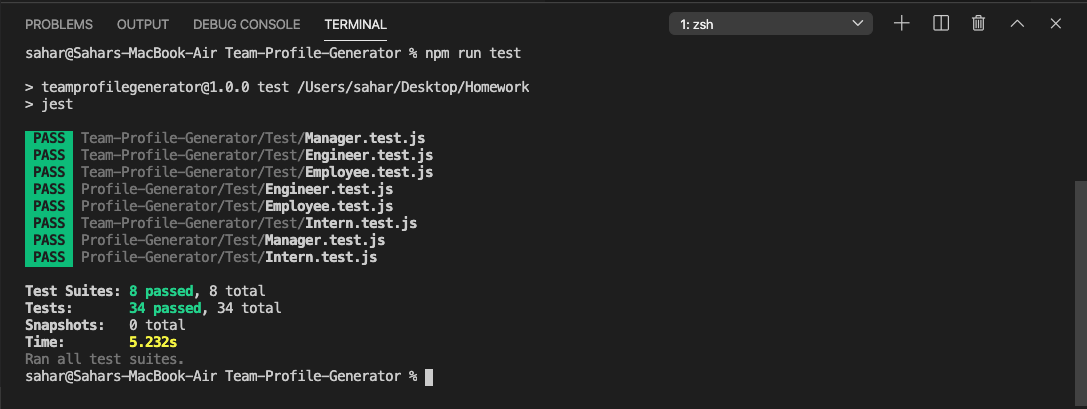 PROBLEMS OUTPUT DEBUG CONSOLE TERMINAL 1: zsh
sahar@Sahars-MacBook-Air Team-Profile-Generator % npm run test
> teamprofilegenerator@1.0.0 test /Users/sahar/Desktop/Homework
> jest
PASS Team-Profile-Generator/Test/Manager.test.js
PASS Team-Profile-Generator/Test/Engineer.test.js
PASS Team-Profile-Generator/Test/Employee.test.js
PASS Profile-Generator/Test/Engineer.test.js
PASS Profile-Generator/Test/Employee.test.js
PASS Team-Profile-Generator/Test/Intern.test.js
PASS Profile-Generator/Test/Manager.test.js
PASS Profile-Generator/Test/Intern.test.js
Test Suites: 8 passed, 8 total
Tests: 34 passed, 34 total
Snapshots: 0 total
Time: 5.232s
Ran all test suites.
sahar@Sahars-MacBook-Air Team-Profile-Generator %